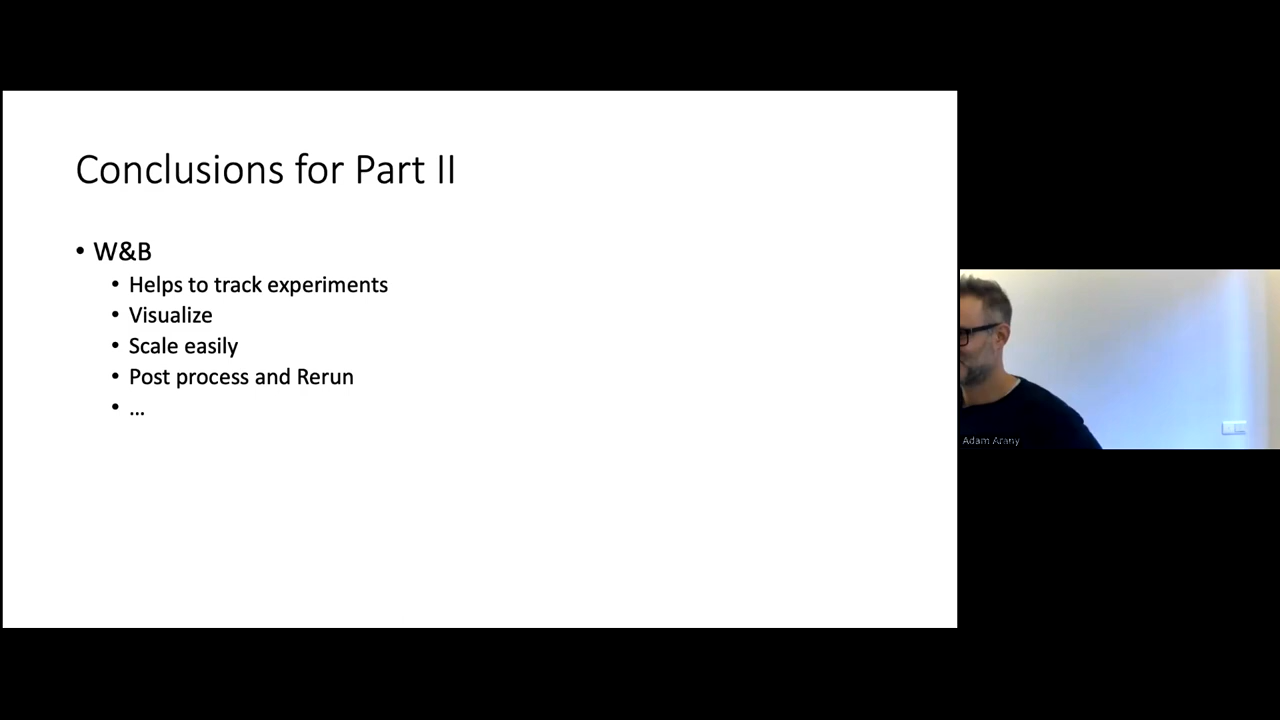 Conclusions for Part II
• W&B
• Helps to track experiments
• Visualize
• Scale easily
• Post process and Rerun
• …
Adam Arany